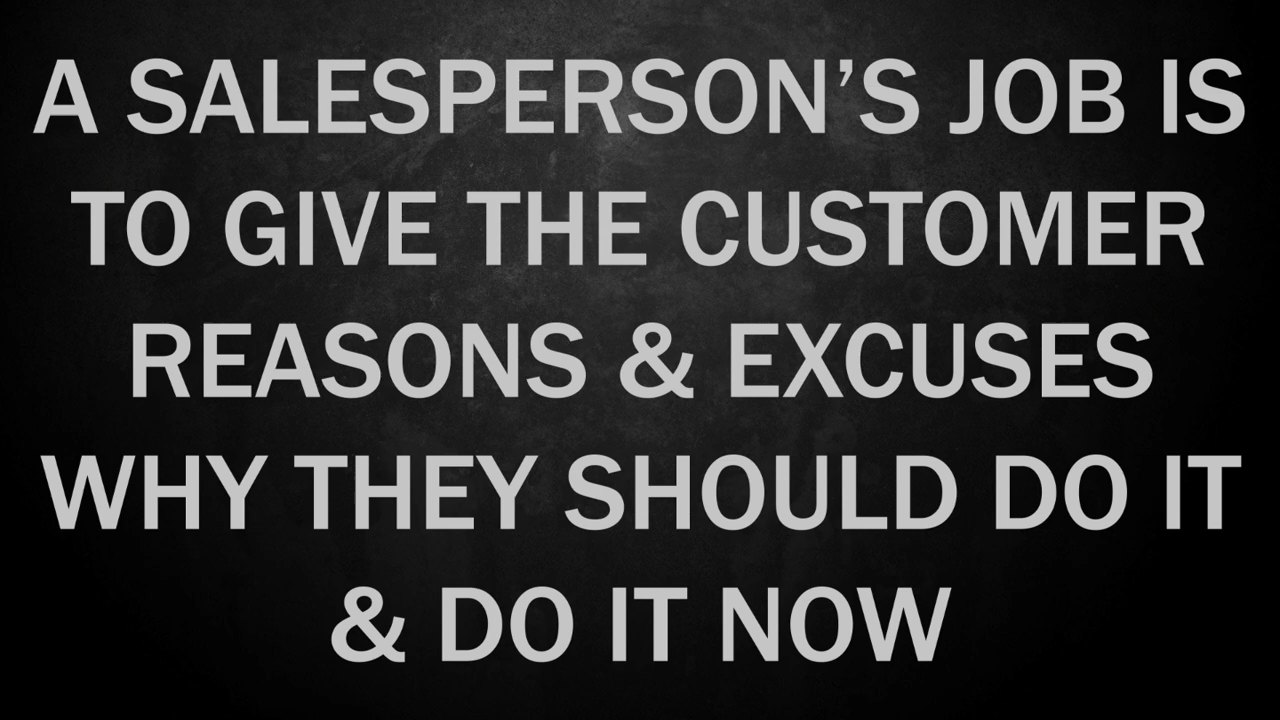 A SALESPERSON’S JOB IS
TO GIVE THE CUSTOMER
REASONS & EXCUSES
WHY THEY SHOULD DO IT
& DO IT NOW